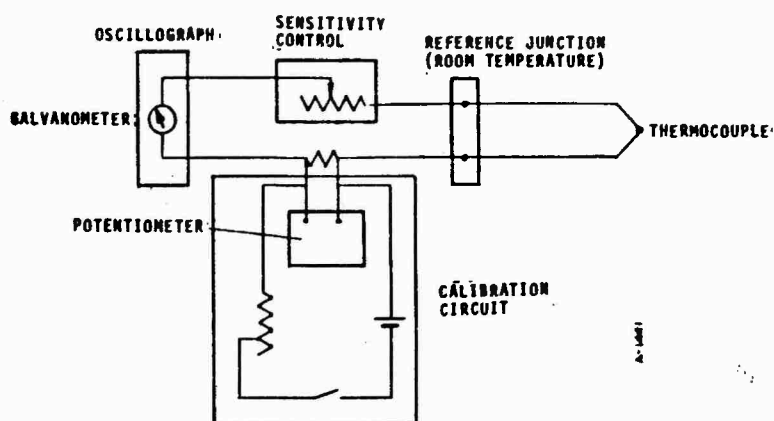 OSCILLOGRAPH
SENSITIVITY
CONTROL
REFERENCE JUNCTION
(ROOM TEMPERATURE)
GALVANOMETER
THERMOCOUPLE
POTENTIOMETER
CALIBRATION
CIRCUIT